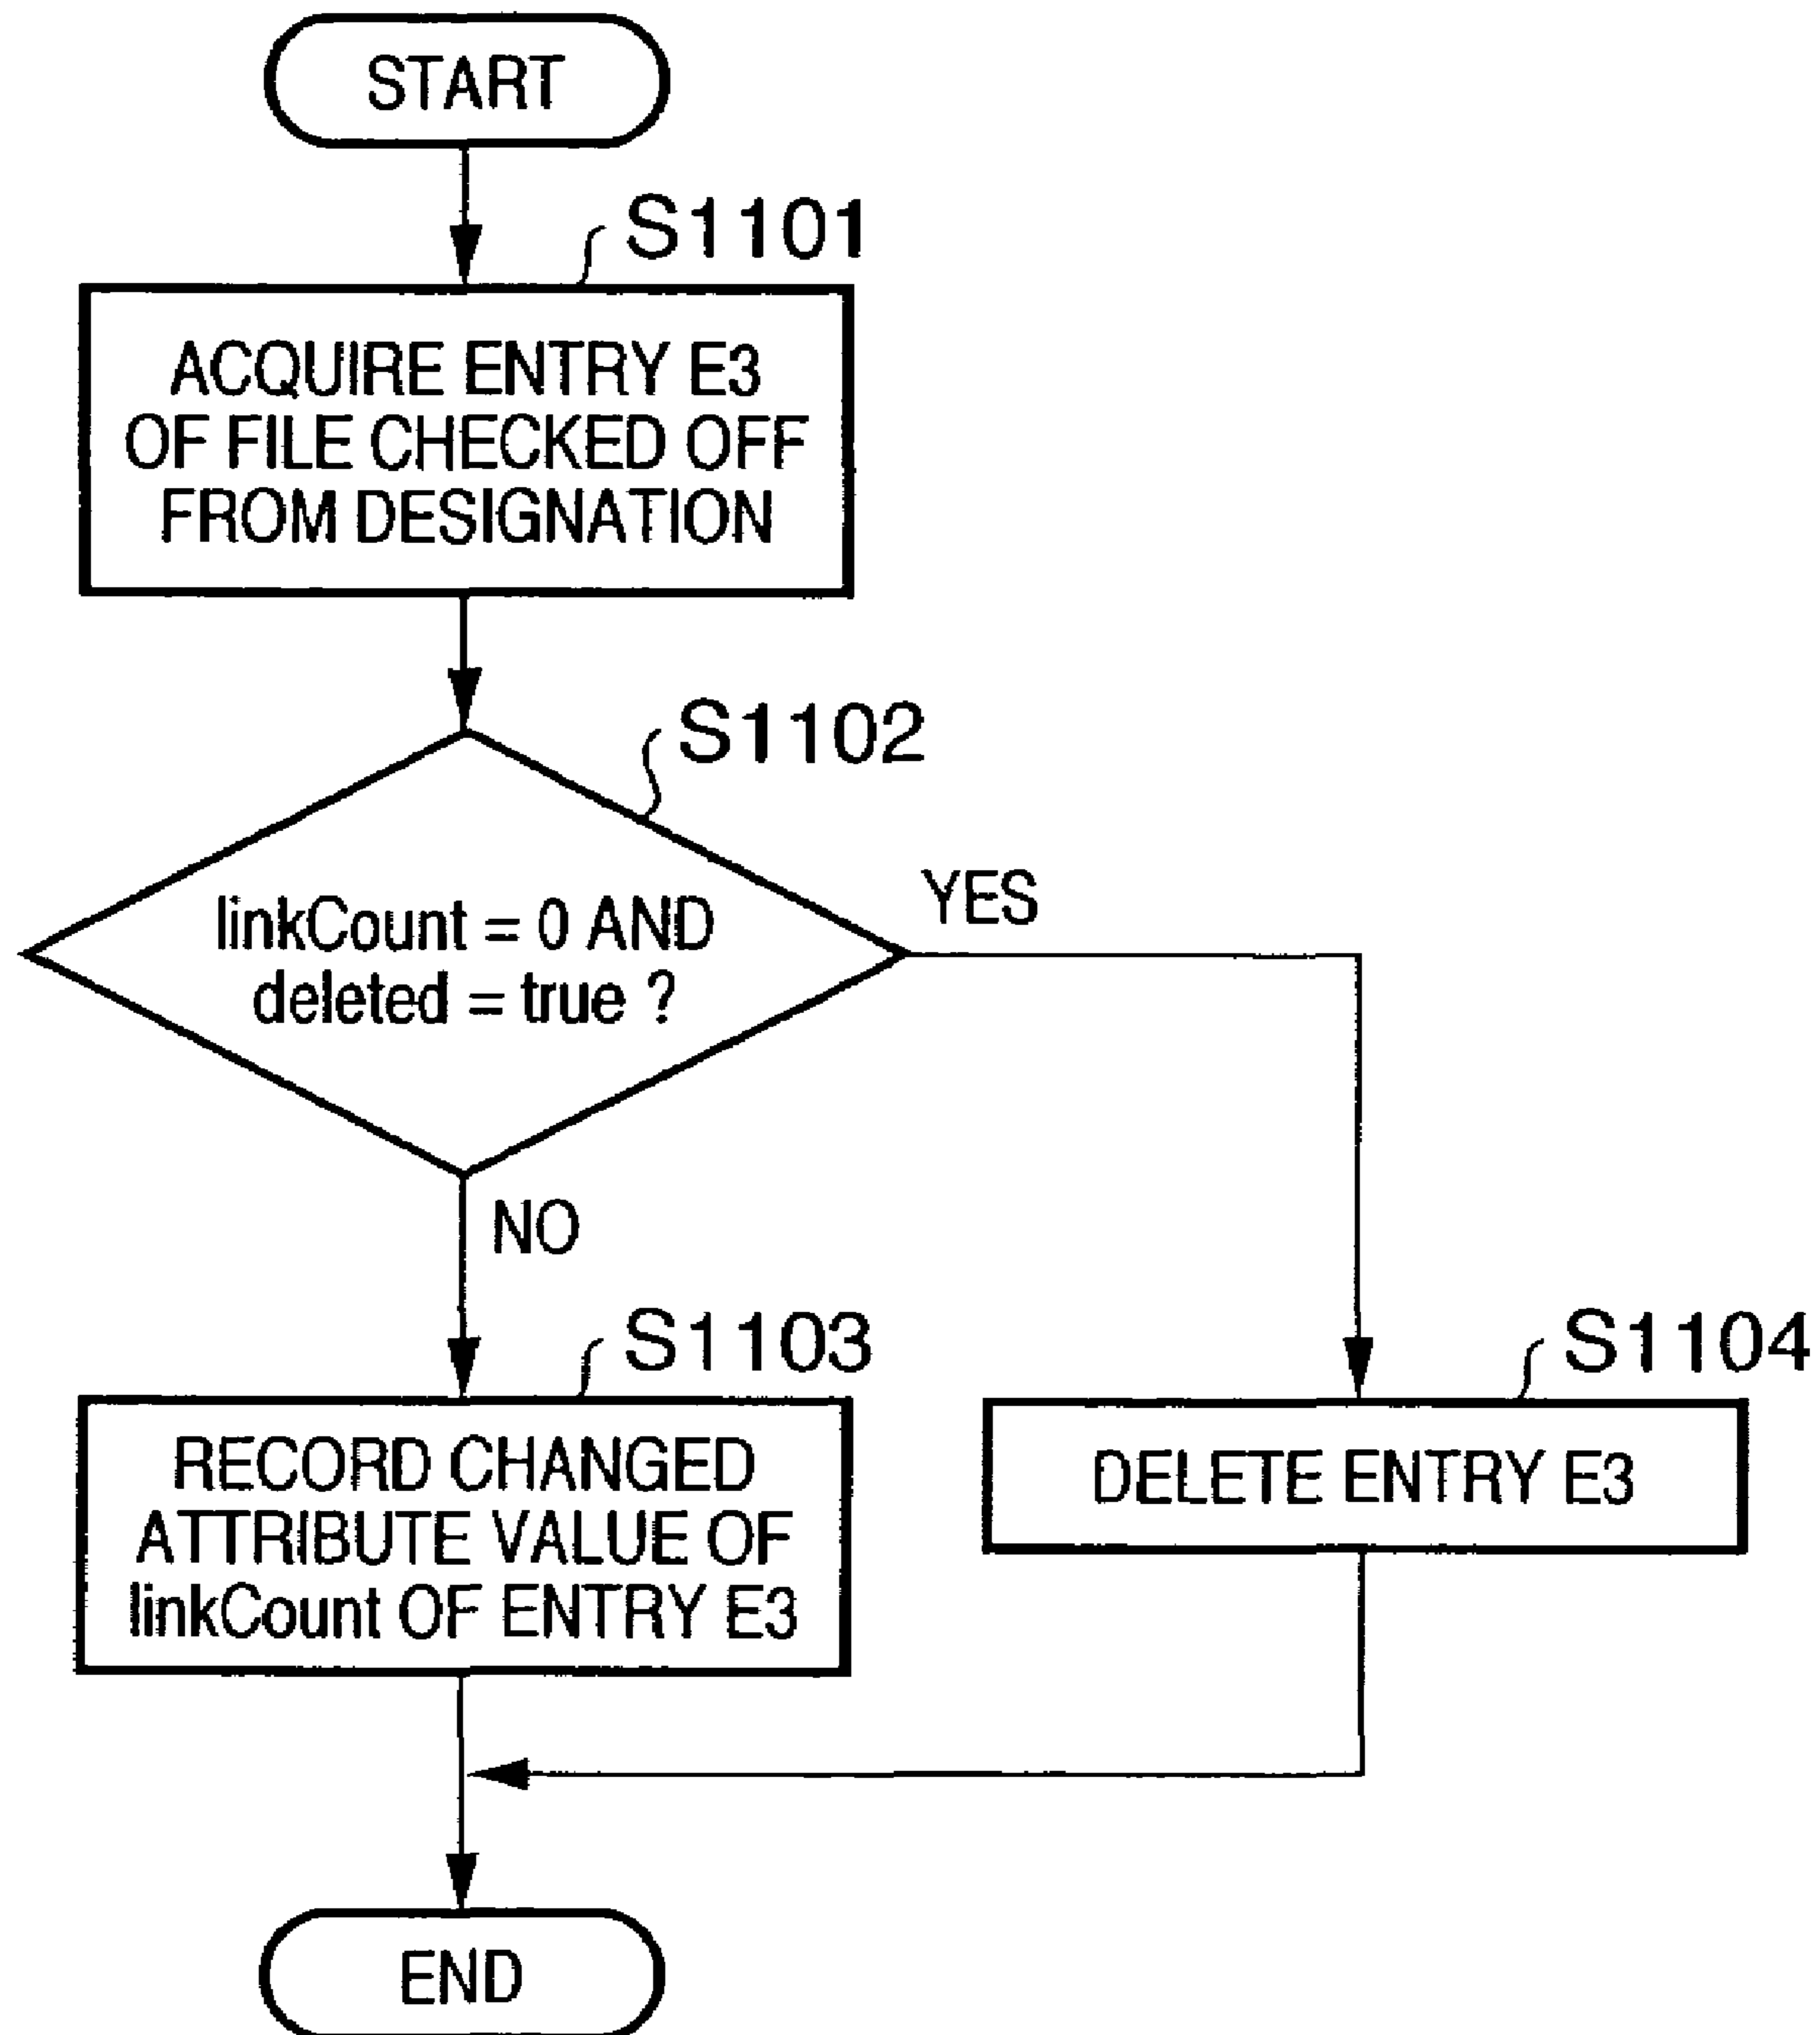 START
S1101
ACQUIRE ENTRY E3
OF FILE CHECKED OFF
FROM DESIGNATION
S1102
linkCount = 0 AND
deleted = true ?
YES
NO
S1103
RECORD CHANGED
ATTRIBUTE VALUE OF
linkCount OF ENTRY E3
S1104
DELETE ENTRY E3
END